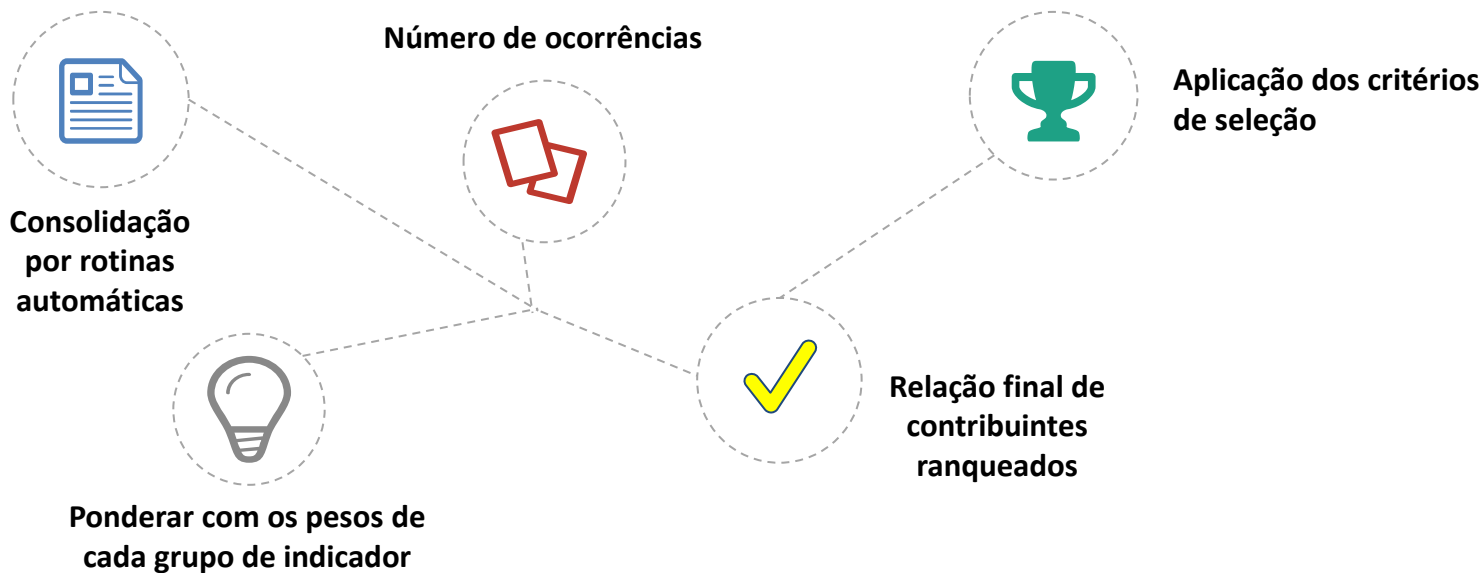 Número de ocorrências
Aplicação dos critérios
de seleção
Consolidação
por rotinas
automáticas
Relação final de
contribuintes
ranqueados
Ponderar com os pesos de
cada grupo de indicador